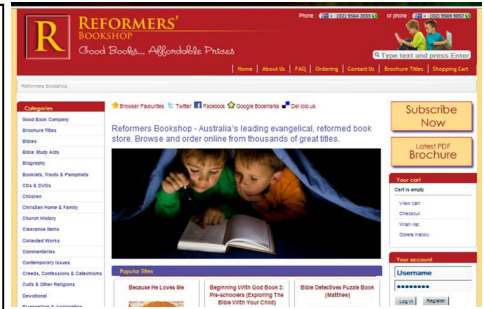 Phone : (02) 9564 3555
or phone : (02) 9569 9857
R
REFORMERS'
BOOKSHOP
Good Books... Affordable Prices
Type text and press Enter
Home | About Us | FAQ | Ordering | Contact Us | Brochure Titles | Shopping Cart
Reformers Bookshop
Categories
Good Book Company
Brochure Titles
Bibles
Bible Study Aids
Biography
Booklets, Tracts & Pamphlets
CDs & DVDs
Children
Christian Home & Family
Church History
Clearance Items
Collected Works
Commentaries
Contemporary Issues
Creeds, Confessions & Catechisms
Cults & Other Religions
Devotional
Browser Favourites Twitter Facebook Google Bookmarks Del.icio.us
Reformers Bookshop - Australia's leading evangelical, reformed book
store. Browse and order online from thousands of great titles.
Popular Titles
Because He Loves Me
Beginning With God Book 3:
Pre-schoolers (Exploring The
Bible With Your Child)
Bible Detectives Puzzle Book
(Matthew)
Subscribe
Now
Latest PDF
Brochure
Your cart
Cart is empty
View cart
Checkout
Wish list
Orders history
Your account
Username
Log in
Register